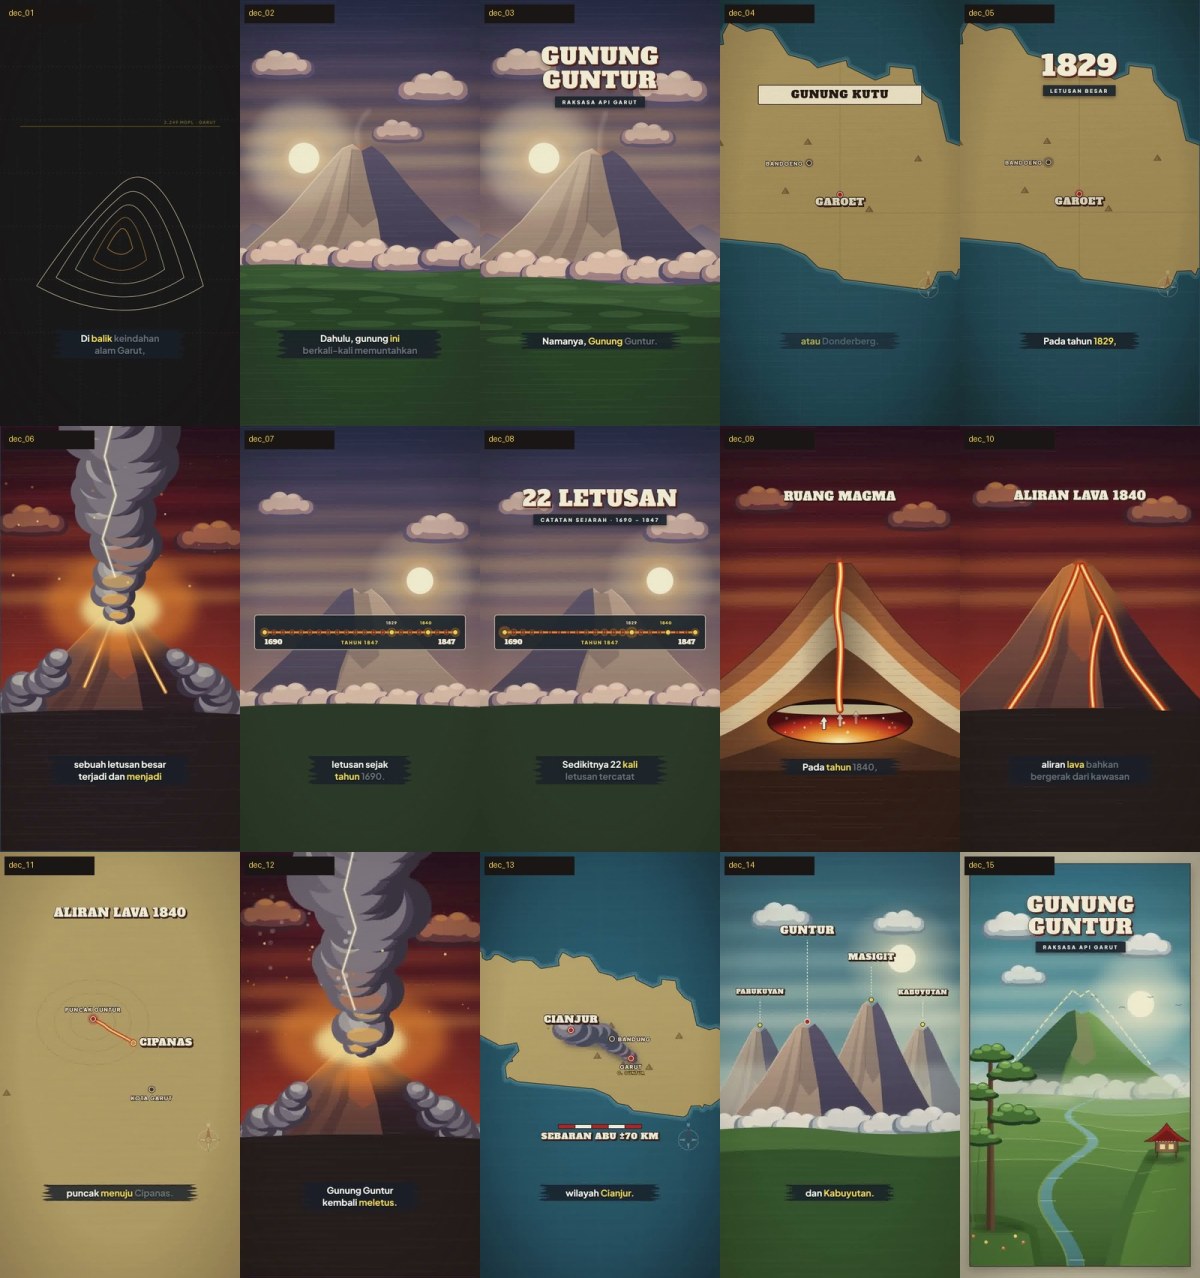 dec_01
2.249 MDPL · GARUT
Di balik keindahan
alam Garut,
dec_02
Dahulu, gunung ini
berkali-kali memuntahkan
dec_03
GUNUNG
GUNTUR
RAKSASA API GARUT
Namanya, Gunung Guntur.
dec_04
GUNUNG KUTU
BANDOENG
GAROET
atau Donderberg.
dec_05
1829
LETUSAN BESAR
BANDOENG
GAROET
Pada tahun 1829,
dec_06
sebuah letusan besar
terjadi dan menjadi
dec_07
1829
1840
1690
TAHUN 1847
1847
letusan sejak
tahun 1690.
dec_08
22 LETUSAN
CATATAN SEJARAH · 1690 – 1847
1829
1840
1690
TAHUN 1847
1847
Sedikitnya 22 kali
letusan tercatat
dec_09
RUANG MAGMA
Pada tahun 1840,
dec_10
ALIRAN LAVA 1840
aliran lava bahkan
bergerak dari kawasan
dec_11
ALIRAN LAVA 1840
PUNCAK GUNTUR
CIPANAS
KOTA GARUT
puncak menuju Cipanas.
dec_12
Gunung Guntur
kembali meletus.
dec_13
CIANJUR
BANDUNG
GARUT
SEBARAN ABU ±70 KM
wilayah Cianjur.
dec_14
GUNTUR
MASIGIT
PARUKUYAN
KABUYUTAN
dan Kabuyutan.
dec_15
GUNUNG
GUNTUR
RAKSASA API GARUT